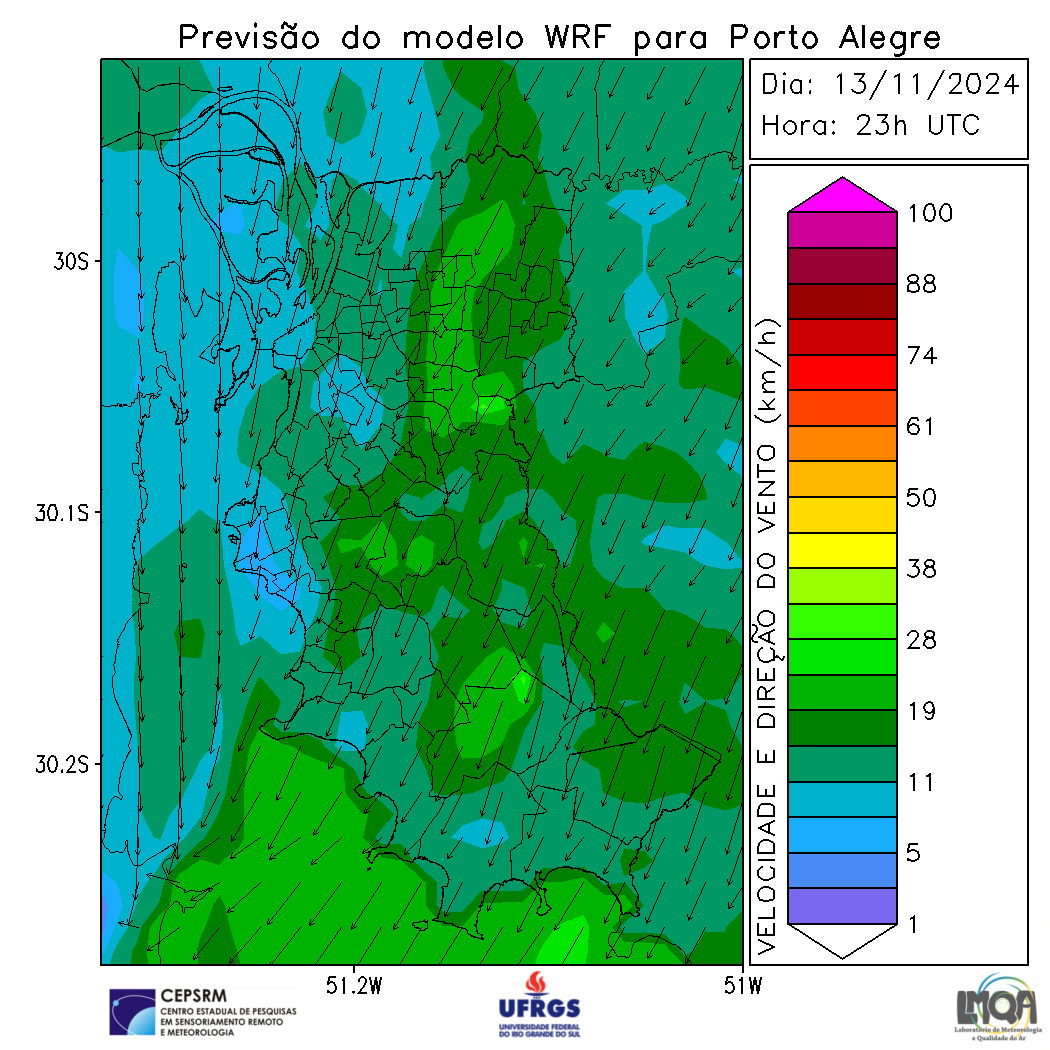 Previsão do modelo WRF para Porto Alegre
Dia: 13/11/2024
Hora: 23h UTC
30S
30.1S
30.2S
51.2W
51W
VELOCIDADE E DIREÇÃO DO VENTO (km/h)
100
88
74
61
50
38
28
19
11
5
1
CEPSRM
CENTRO ESTADUAL DE PESQUISAS
EM SENSORIAMENTO REMOTO
E METEOROLOGIA
UFRGS
UNIVERSIDADE FEDERAL
DO RIO GRANDE DO SUL
LMQA
Laboratório de Meteorologia
e Qualidade do Ar